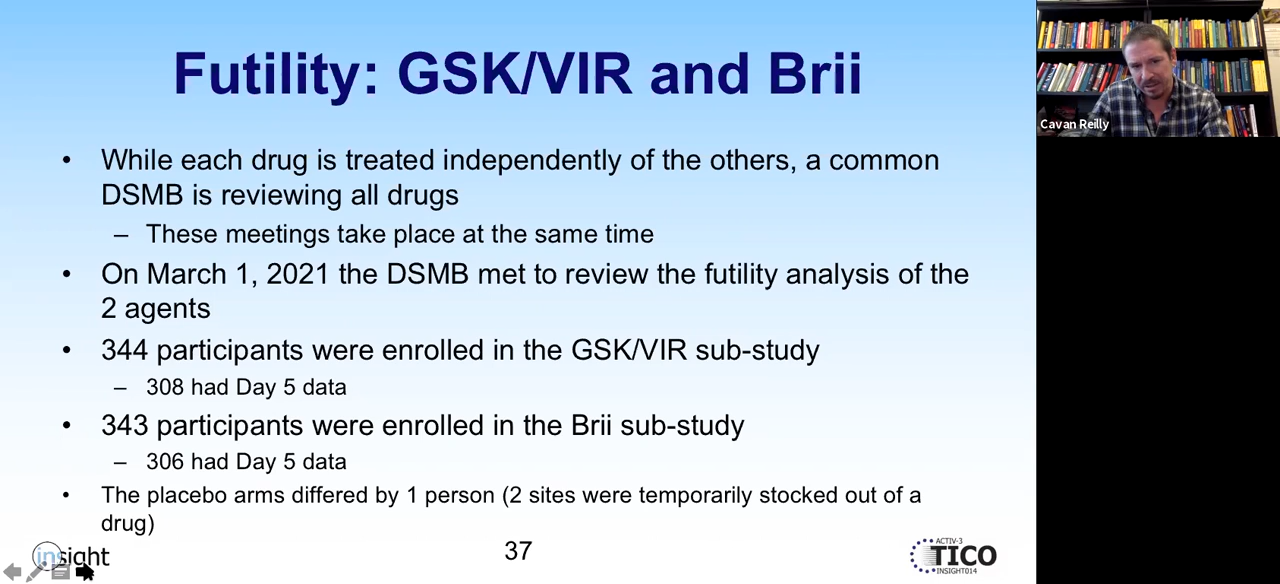 Futility: GSK/VIR and Brii
• While each drug is treated independently of the others, a common
DSMB is reviewing all drugs
– These meetings take place at the same time
• On March 1, 2021 the DSMB met to review the futility analysis of the
2 agents
• 344 participants were enrolled in the GSK/VIR sub-study
– 308 had Day 5 data
• 343 participants were enrolled in the Brii sub-study
– 306 had Day 5 data
• The placebo arms differed by 1 person (2 sites were temporarily stocked out of a
drug)
insight
37
ACTIV-3
TICO
INSIGHT014
Cavan Reilly